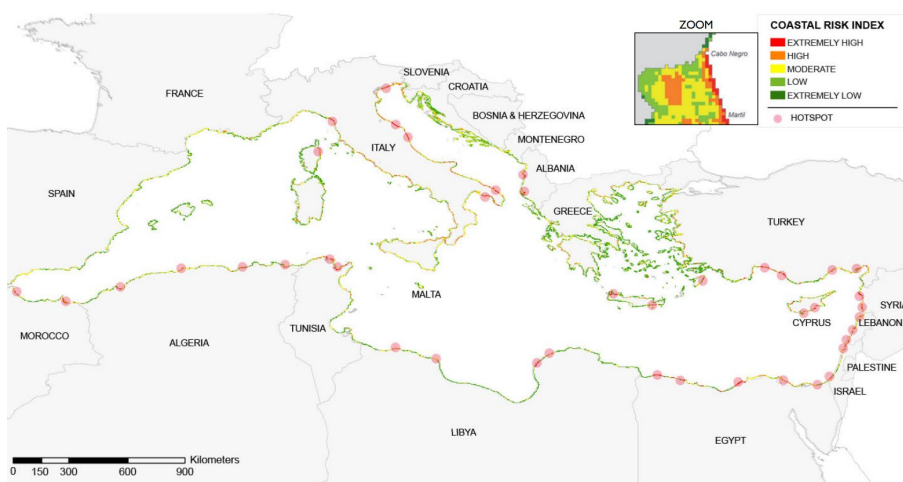 ZOOM
Cabo Negro
Martil
COASTAL RISK INDEX
EXTREMELY HIGH
HIGH
MODERATE
LOW
EXTREMELY LOW
HOTSPOT
SLOVENIA
CROATIA
FRANCE
BOSNIA & HERZEGOVINA
MONTENEGRO
ITALY
ALBANIA
SPAIN
GREECE
TURKEY
MALTA
SYRIA
CYPRUS
LEBANON
MOROCCO
ALGERIA
TUNISIA
PALESTINE
ISRAEL
LIBYA
EGYPT
Kilometers
0 150 300 600 900